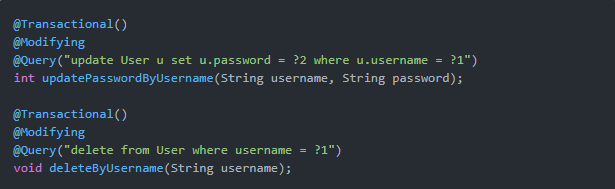 @Transactional()
@Modifying
@Query("update User u set u.password = ?2 where u.username = ?1")
int updatePasswordByUsername(String username, String password);
@Transactional()
@Modifying
@Query("delete from User where username = ?1")
void deleteByUsername(String username);